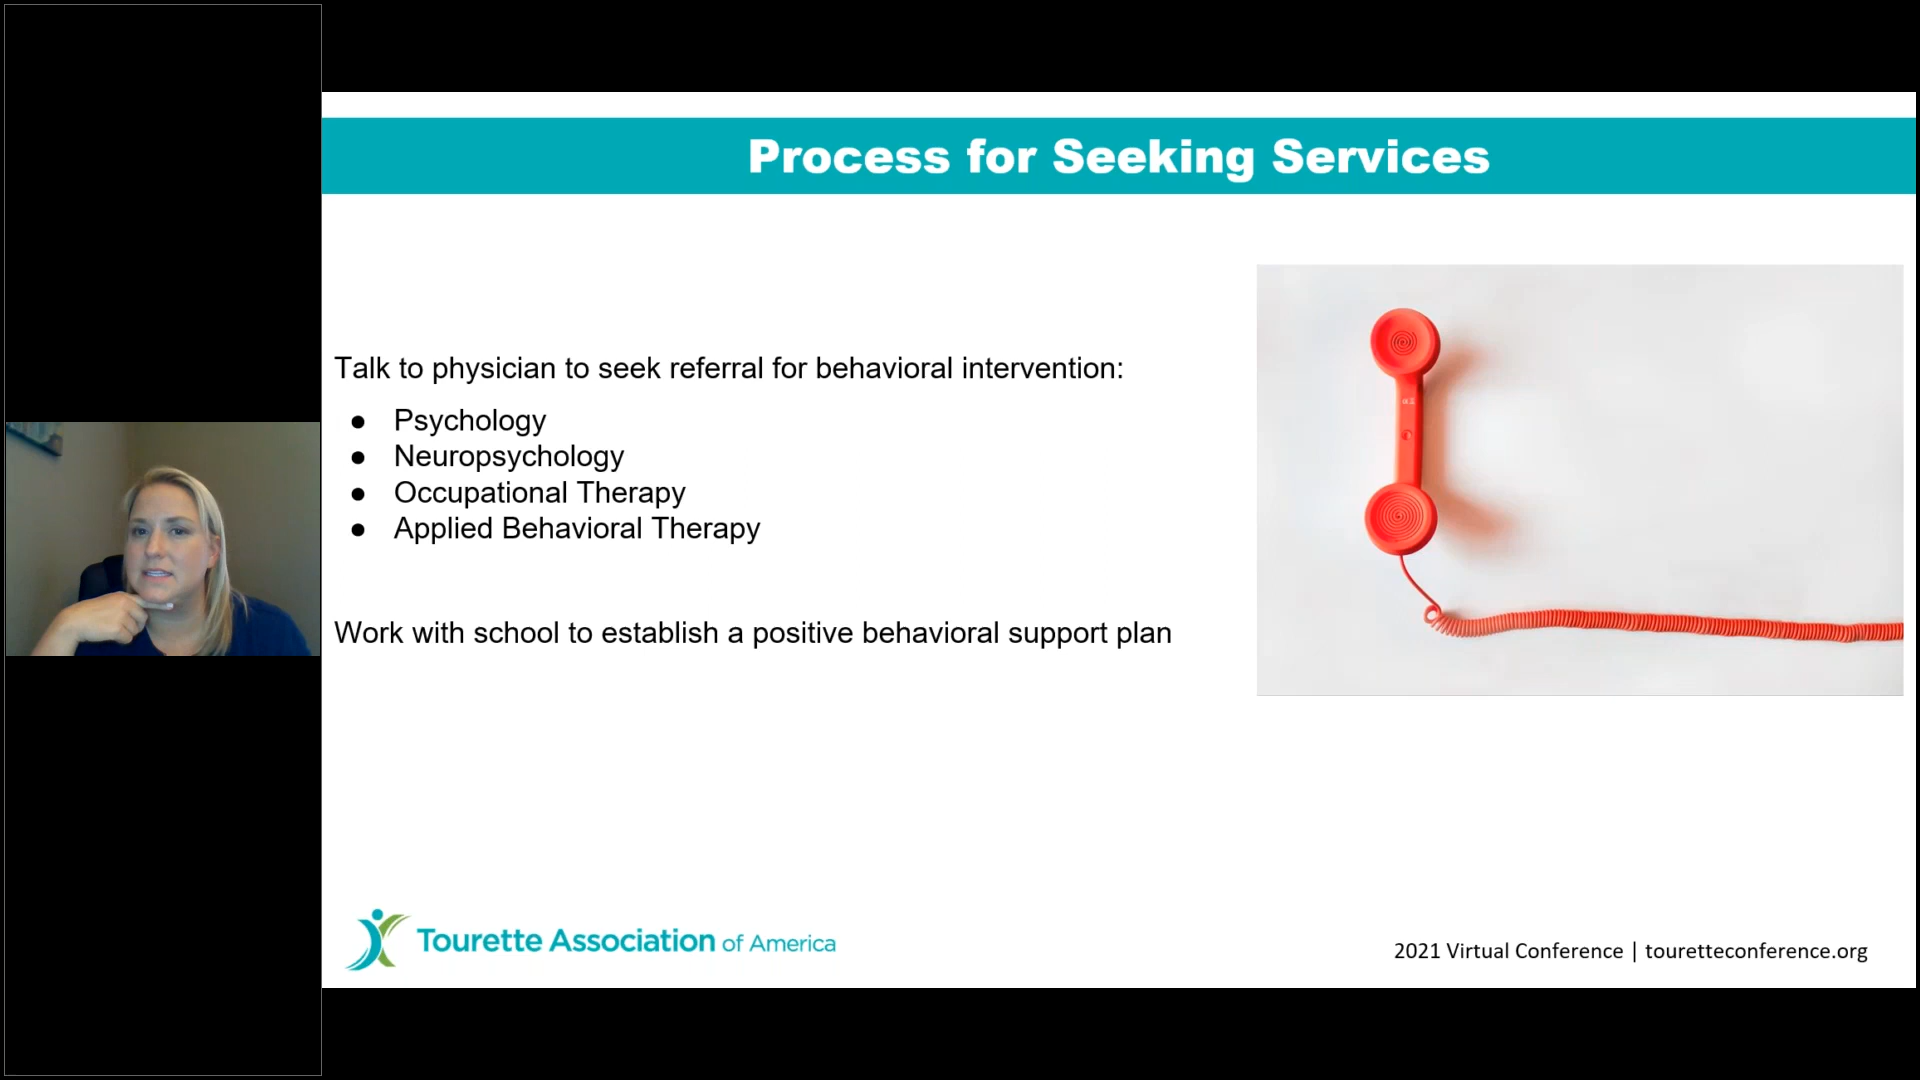 Process for Seeking Services
Talk to physician to seek referral for behavioral intervention:
● Psychology
● Neuropsychology
● Occupational Therapy
● Applied Behavioral Therapy
Work with school to establish a positive behavioral support plan
Tourette Association of America
2021 Virtual Conference | touretteconference.org